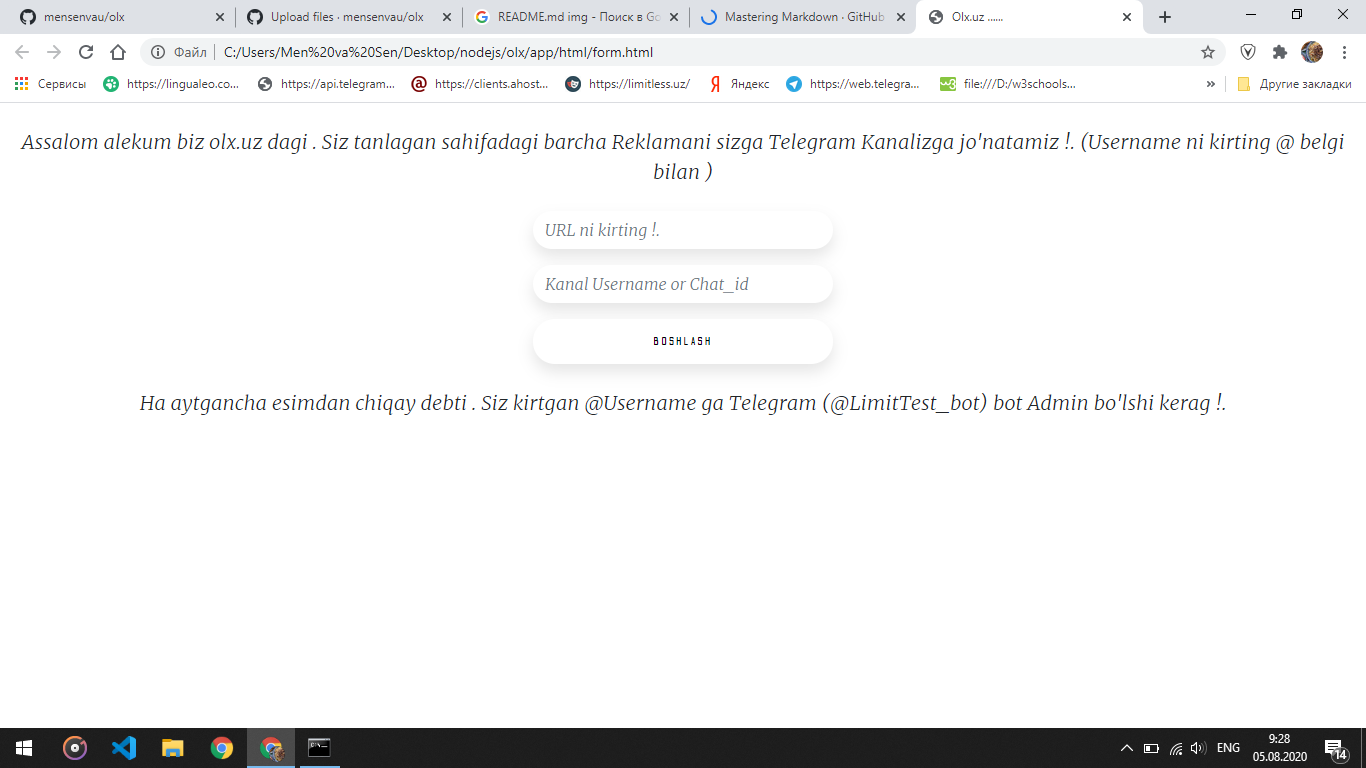 mensenvau/olx
Upload files · mensenvau/olx
README.md img - Поиск в Go
Mastering Markdown · GitHub
Olx.uz ......
Файл
C:/Users/Men%20va%20Sen/Desktop/nodejs/olx/app/html/form.html
Сервисы
https://lingualeo.co...
https://api.telegram...
https://clients.ahost...
https://limitless.uz/
Яндекс
https://web.telegra...
file:///D:/w3schools...
»
Другие закладки
Assalom alekum biz olx.uz dagi . Siz tanlagan sahifadagi barcha Reklamani sizga Telegram Kanalizga jo'natamiz !. (Username ni kirting @ belgi
bilan )
URL ni kirting !.
Kanal Username or Chat_id
BOSHLASH
Ha aytgancha esimdan chiqay debti . Siz kirtgan @Username ga Telegram (@LimitTest_bot) bot Admin bo'lshi kerag !.
ENG
9:28
05.08.2020
14